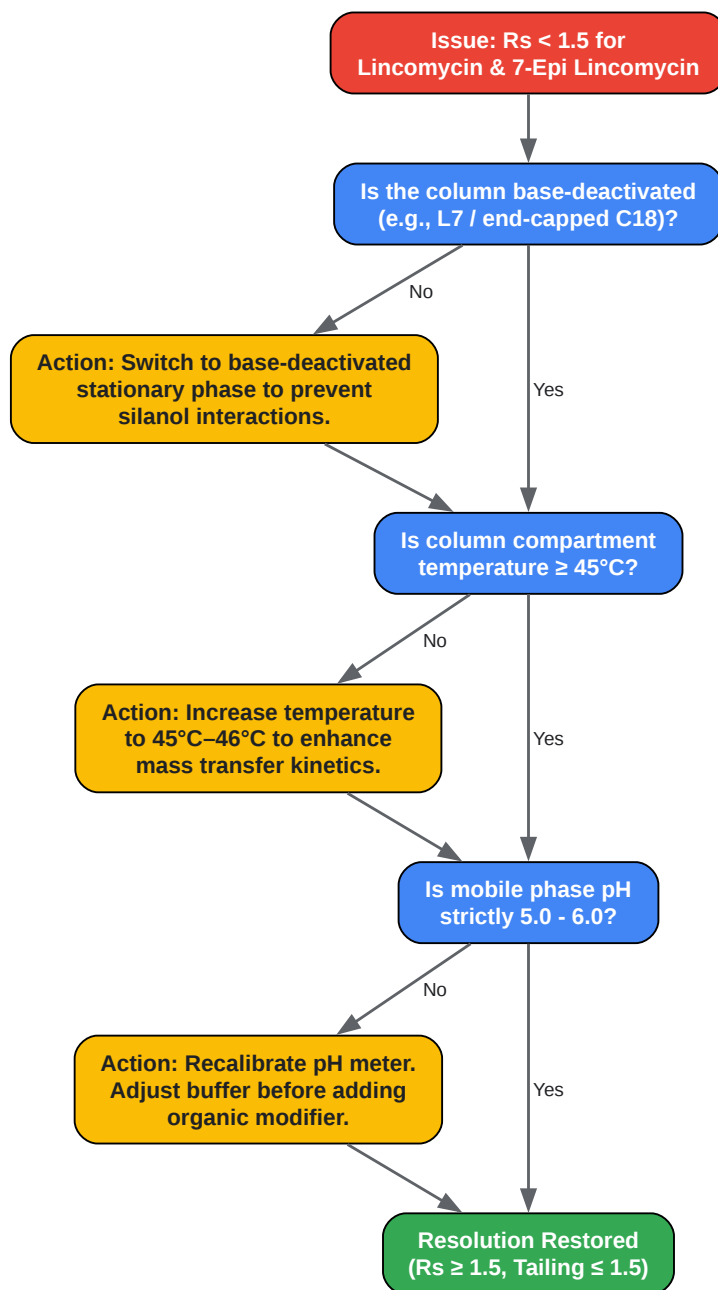 Issue: Rs < 1.5 for
Lincomycin & 7-Epi Lincomycin
Is the column base-deactivated
(e.g., L7 / end-capped C18)?
No
Action: Switch to base-deactivated
stationary phase to prevent
silanol interactions.
Yes
Is column compartment
temperature ≥ 45°C?
No
Action: Increase temperature
to 45°C–46°C to enhance
mass transfer kinetics.
Yes
Is mobile phase pH
strictly 5.0 - 6.0?
No
Action: Recalibrate pH meter.
Adjust buffer before adding
organic modifier.
Yes
Resolution Restored
(Rs ≥ 1.5, Tailing ≤ 1.5)